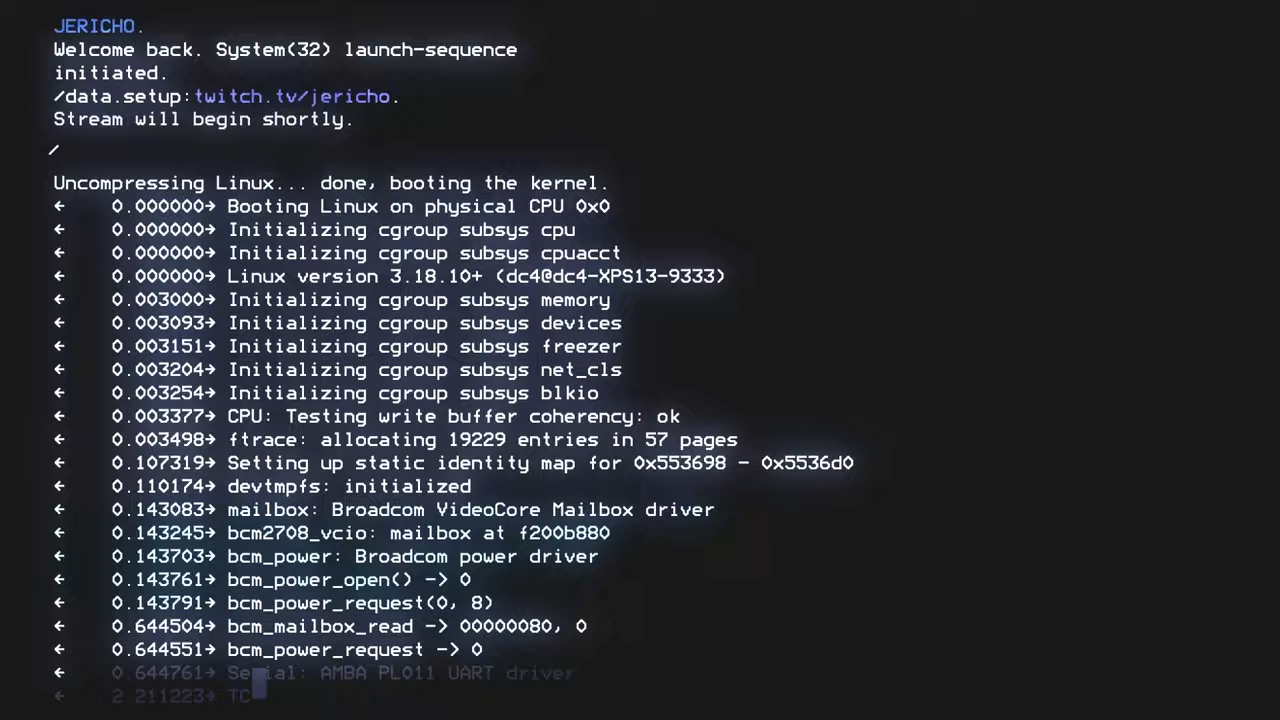 JERICHO.
Welcome back. System(32) launch-sequence
initiated.
/data.setup:twitch.tv/jericho.
Stream will begin shortly.
/
Uncompressing Linux... done, booting the kernel.
← 0.000000→ Booting Linux on physical CPU 0x0
← 0.000000→ Initializing cgroup subsys cpu
← 0.000000→ Initializing cgroup subsys cpuacct
← 0.000000→ Linux version 3.18.10+ (dc4@dc4-XPS13-9333)
← 0.003000→ Initializing cgroup subsys memory
← 0.003093→ Initializing cgroup subsys devices
← 0.003151→ Initializing cgroup subsys freezer
← 0.003204→ Initializing cgroup subsys net_cls
← 0.003254→ Initializing cgroup subsys blkio
← 0.003377→ CPU: Testing write buffer coherency: ok
← 0.003498→ ftrace: allocating 19229 entries in 57 pages
← 0.107319→ Setting up static identity map for 0x553698 - 0x5536d0
← 0.110174→ devtmpfs: initialized
← 0.143083→ mailbox: Broadcom VideoCore Mailbox driver
← 0.143245→ bcm2708_vcio: mailbox at f200b880
← 0.143703→ bcm_power: Broadcom power driver
← 0.143761→ bcm_power_open() -> 0
← 0.143791→ bcm_power_request(0, 8)
← 0.644504→ bcm_mailbox_read -> 00000080, 0
← 0.644551→ bcm_power_request -> 0
← 0.644761→ Serial: AMBA PL011 UART driver
← 2.211223→ TC